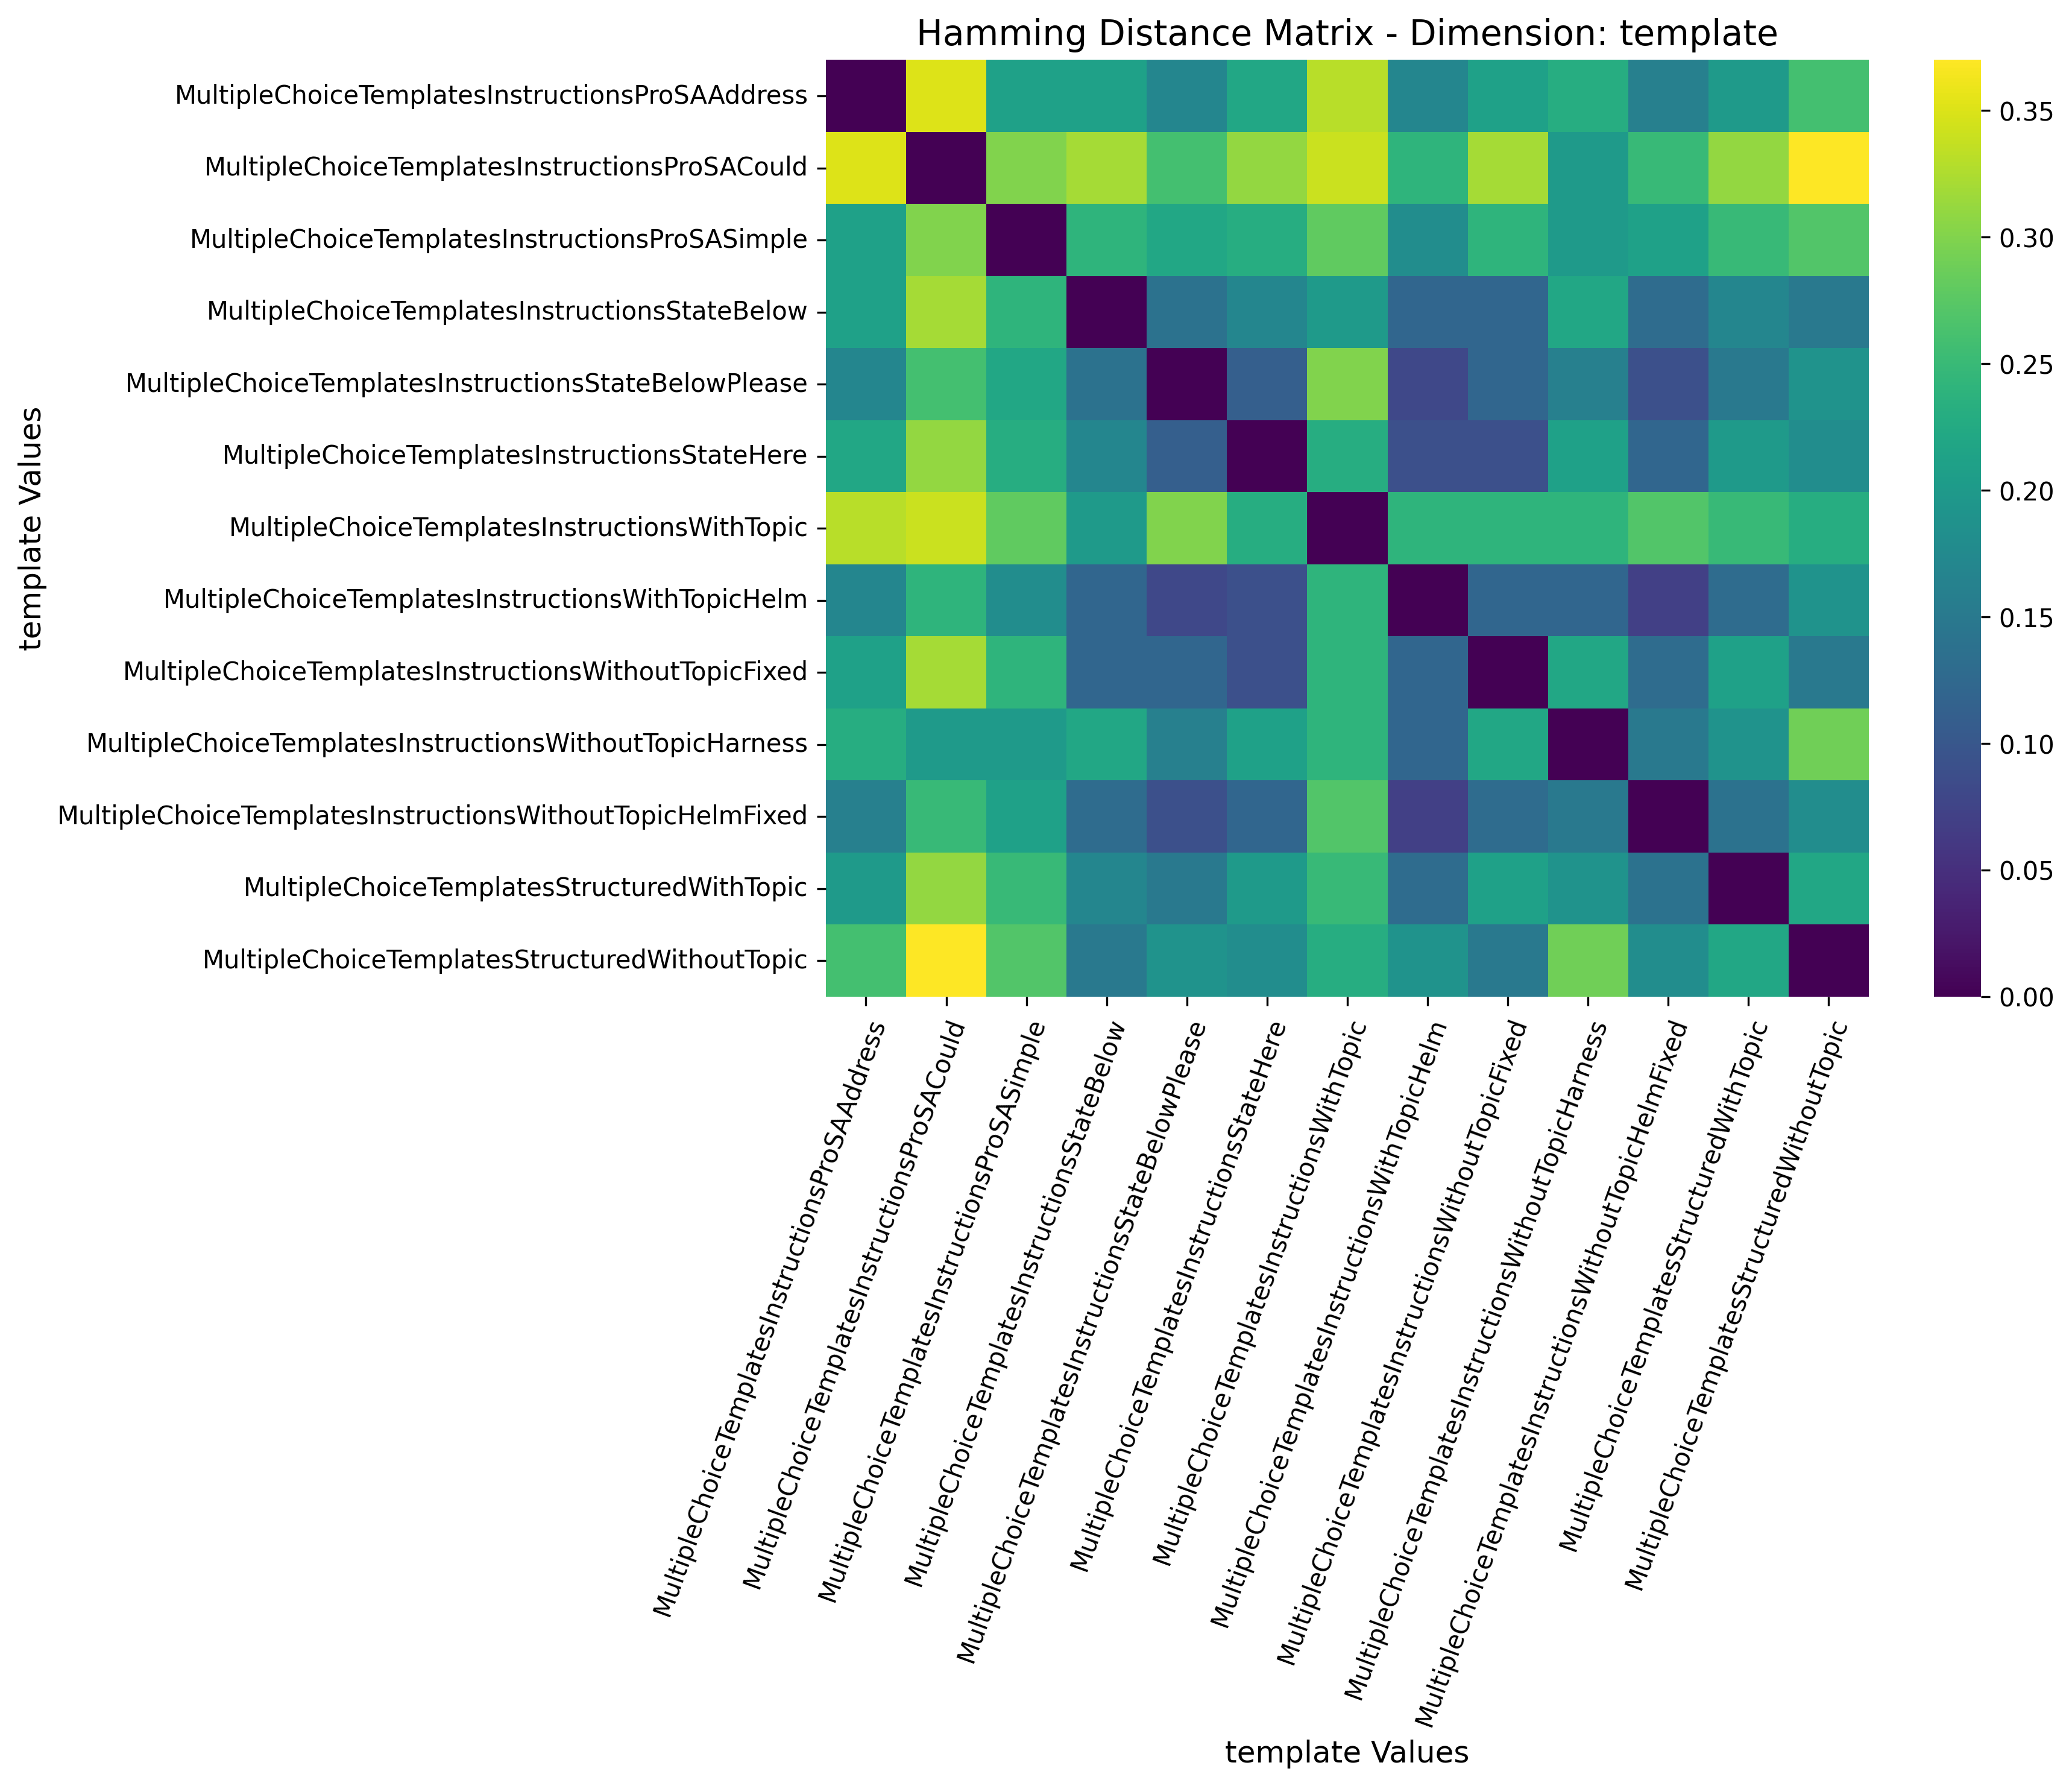 Hamming Distance Matrix - Dimension: template
template Values
MultipleChoiceTemplatesInstructionsProSAAddress
MultipleChoiceTemplatesInstructionsProSACould
MultipleChoiceTemplatesInstructionsProSASimple
MultipleChoiceTemplatesInstructionsStateBelow
MultipleChoiceTemplatesInstructionsStateBelowPlease
MultipleChoiceTemplatesInstructionsStateHere
MultipleChoiceTemplatesInstructionsWithTopic
MultipleChoiceTemplatesInstructionsWithTopicHelm
MultipleChoiceTemplatesInstructionsWithoutTopicFixed
MultipleChoiceTemplatesInstructionsWithoutTopicHarness
MultipleChoiceTemplatesInstructionsWithoutTopicHelmFixed
MultipleChoiceTemplatesStructuredWithTopic
MultipleChoiceTemplatesStructuredWithoutTopic
0.35
0.30
0.25
0.20
0.15
0.10
0.05
0.00
MultipleChoiceTemplatesInstructionsProSAAddress
MultipleChoiceTemplatesInstructionsProSACould
MultipleChoiceTemplatesInstructionsProSASimple
MultipleChoiceTemplatesInstructionsStateBelow
MultipleChoiceTemplatesInstructionsStateBelowPlease
MultipleChoiceTemplatesInstructionsStateHere
MultipleChoiceTemplatesInstructionsWithTopic
MultipleChoiceTemplatesInstructionsWithTopicHelm
MultipleChoiceTemplatesInstructionsWithoutTopicFixed
MultipleChoiceTemplatesInstructionsWithoutTopicHarness
MultipleChoiceTemplatesInstructionsWithoutTopicHelmFixed
MultipleChoiceTemplatesStructuredWithTopic
MultipleChoiceTemplatesStructuredWithoutTopic
template Values